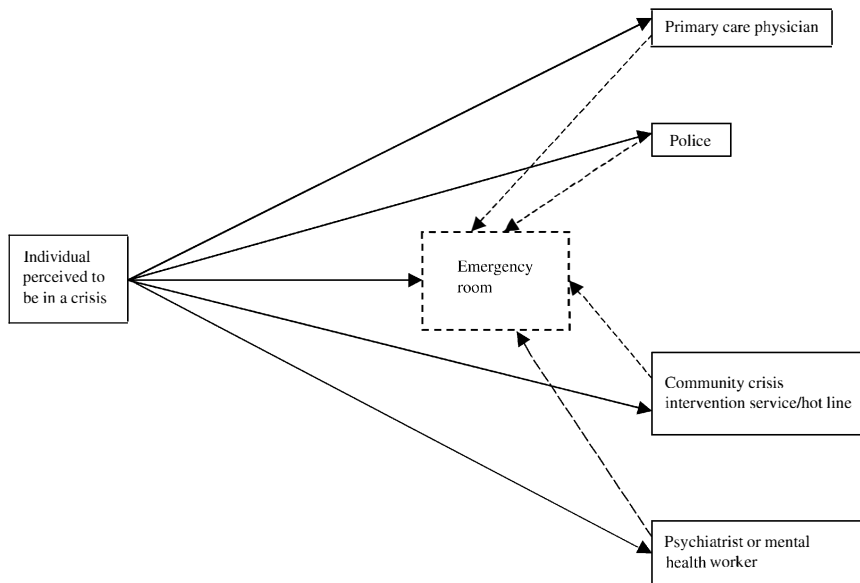 Primary care physician
Police
Individual
perceived to
be in a crisis
Emergency
room
Community crisis
intervention service/hot line
Psychiatrist or mental
health worker